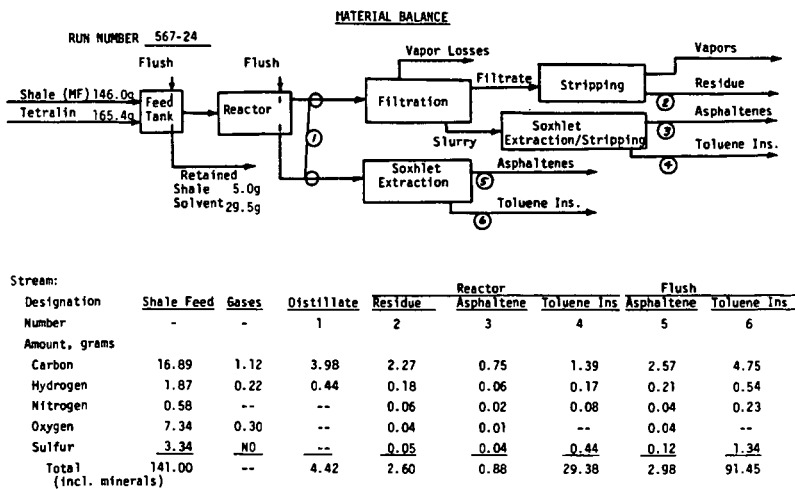 MATERIAL BALANCE
RUN NUMBER 567-24
Flush
Flush
Vapor Losses
Vapors
Shale (MF) 146.0g
Tetralin 165.4g
Feed Tank
Reactor
Filtration
Filtrate
Stripping
Residue
2
Asphaltenes
3
1
Slurry
Soxhlet Extraction/Stripping
Toluene Ins.
4
Retained
Shale 5.0g
Solvent 29.5g
Soxhlet Extraction
Asphaltenes
5
Toluene Ins.
6
Stream:
Reactor Flush
Designation Shale Feed Gases Distillate Residue Asphaltene Toluene Ins Asphaltene Toluene Ins
Number - - 1 2 3 4 5 6
Amount, grams
Carbon 16.89 1.12 3.98 2.27 0.75 1.39 2.57 4.75
Hydrogen 1.87 0.22 0.44 0.18 0.06 0.17 0.21 0.54
Nitrogen 0.58 -- -- 0.06 0.02 0.08 0.04 0.23
Oxygen 7.34 0.30 -- 0.04 0.01 -- 0.04 --
Sulfur 3.34 NO -- 0.05 0.04 0.44 0.12 1.34
Total 141.00 -- 4.42 2.60 0.88 29.38 2.98 91.45
(incl. minerals)